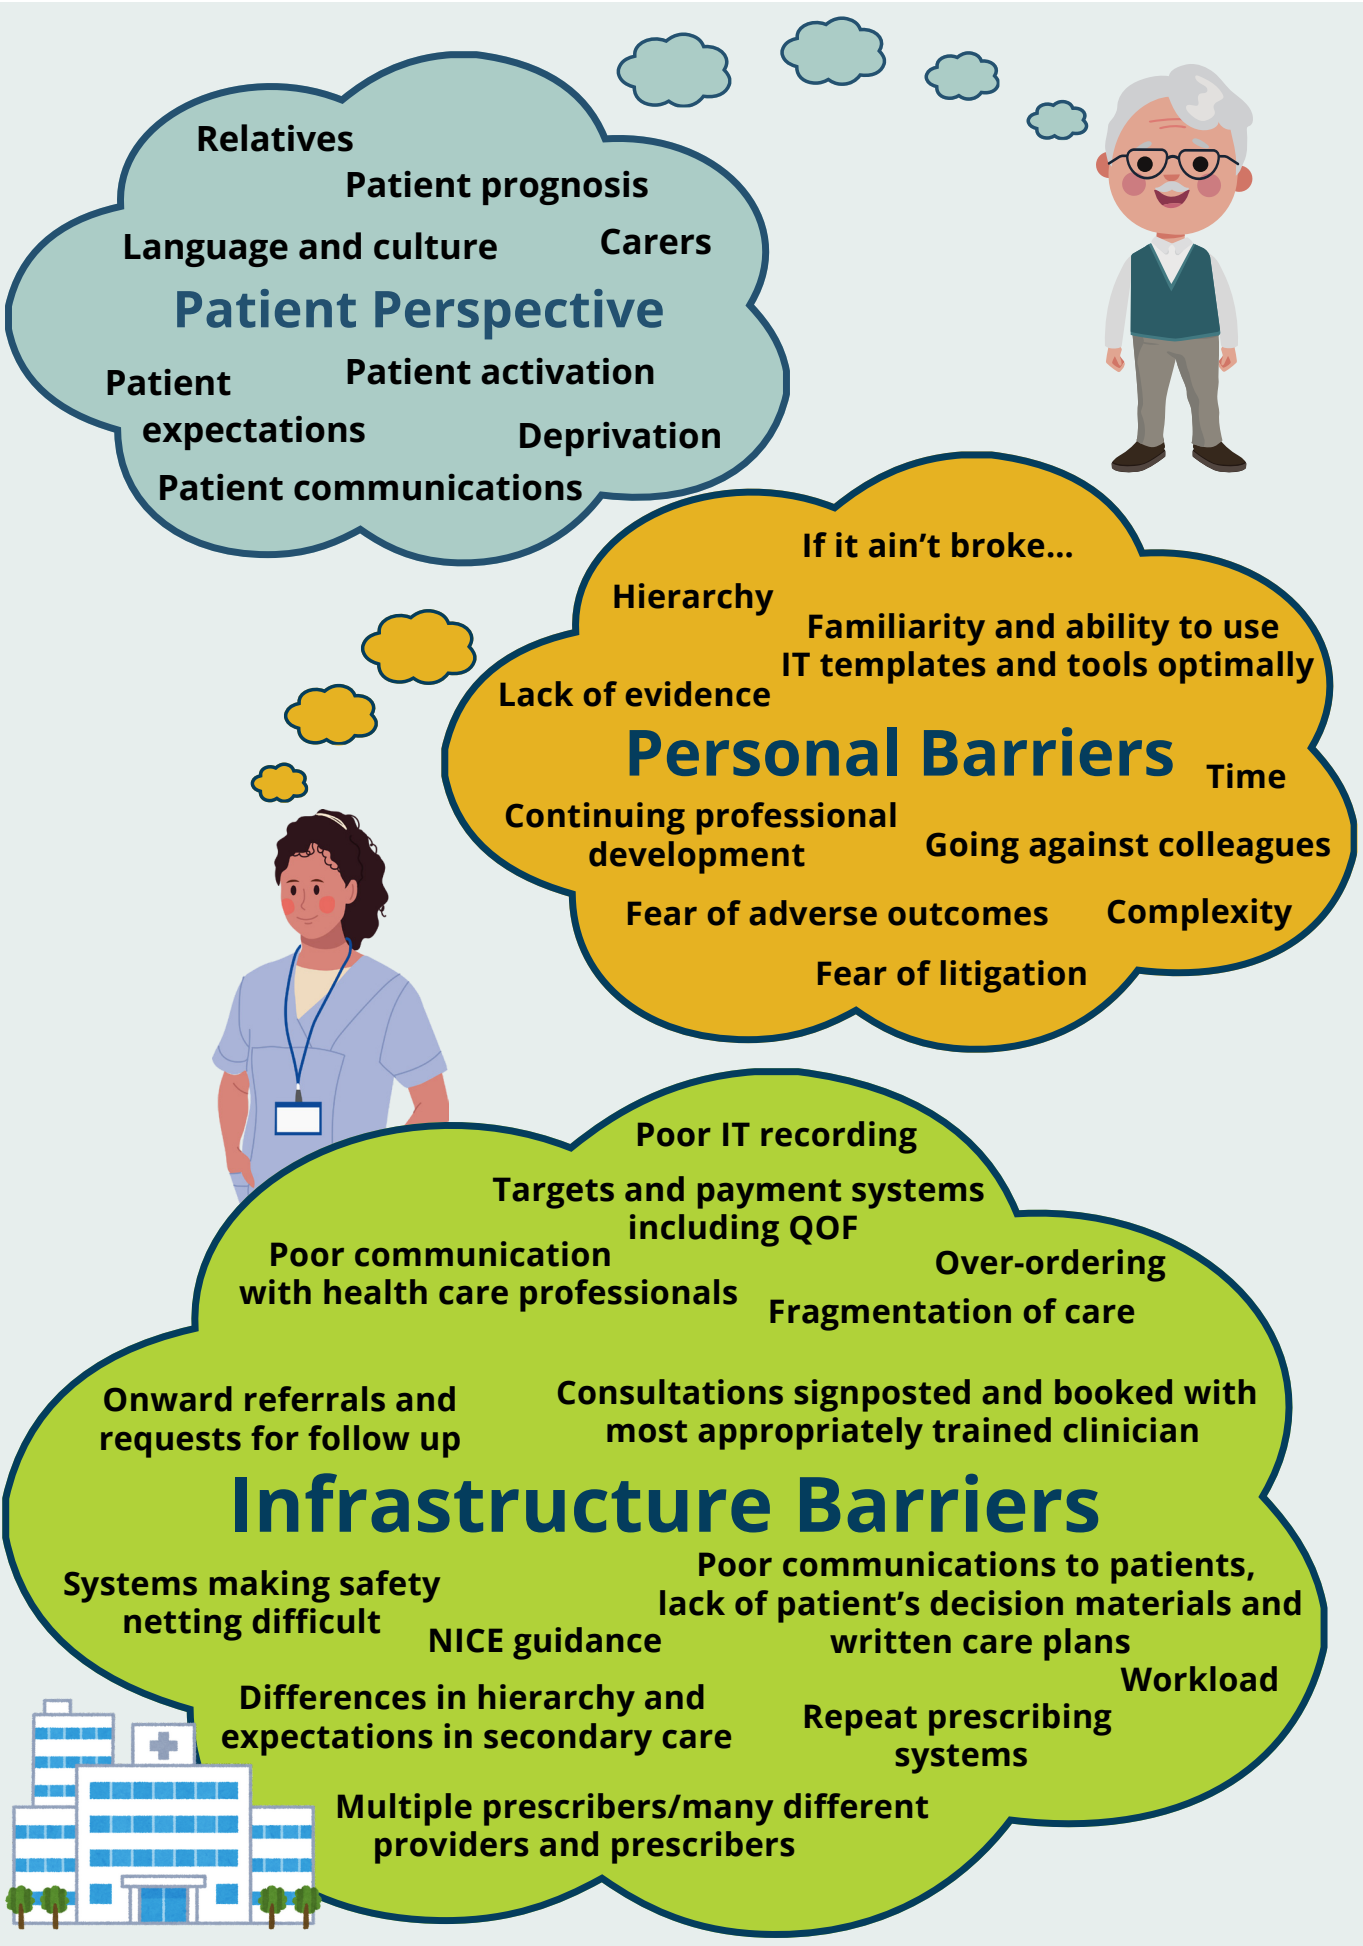 Relatives
Patient prognosis
Language and culture
Carers
Patient Perspective
Patient activation
Patient
expectations
Deprivation
Patient communications
If it ain’t broke...
Hierarchy
Familiarity and ability to use
IT templates and tools optimally
Lack of evidence
Personal Barriers
Time
Continuing professional
development
Going against colleagues
Fear of adverse outcomes
Complexity
Fear of litigation
Poor IT recording
Targets and payment systems
including QOF
Poor communication
with health care professionals
Over-ordering
Fragmentation of care
Onward referrals and
requests for follow up
Consultations signposted and booked with
most appropriately trained clinician
Infrastructure Barriers
Systems making safety
netting difficult
Poor communications to patients,
lack of patient’s decision materials and
written care plans
NICE guidance
Workload
Differences in hierarchy and
expectations in secondary care
Repeat prescribing
systems
Multiple prescribers/many different
providers and prescribers